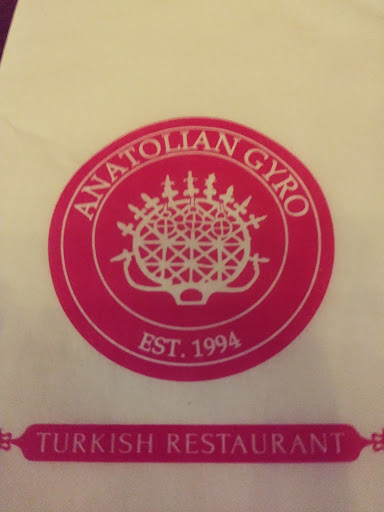 ANATOLIAN GYRO
EST. 1994
TURKISH RESTAURANT